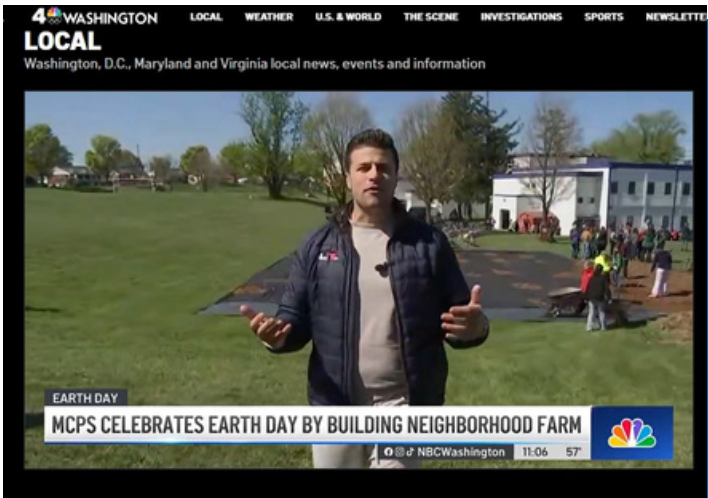 4 WASHINGTON LOCAL WEATHER U.S. & WORLD THE SCENE INVESTIGATIONS SPORTS NEWSLETTE
LOCAL
Washington, D.C., Maryland and Virginia local news, events and information
EARTH DAY
MCPS CELEBRATES EARTH DAY BY BUILDING NEIGHBORHOOD FARM
NBCWashington 11:06 57°